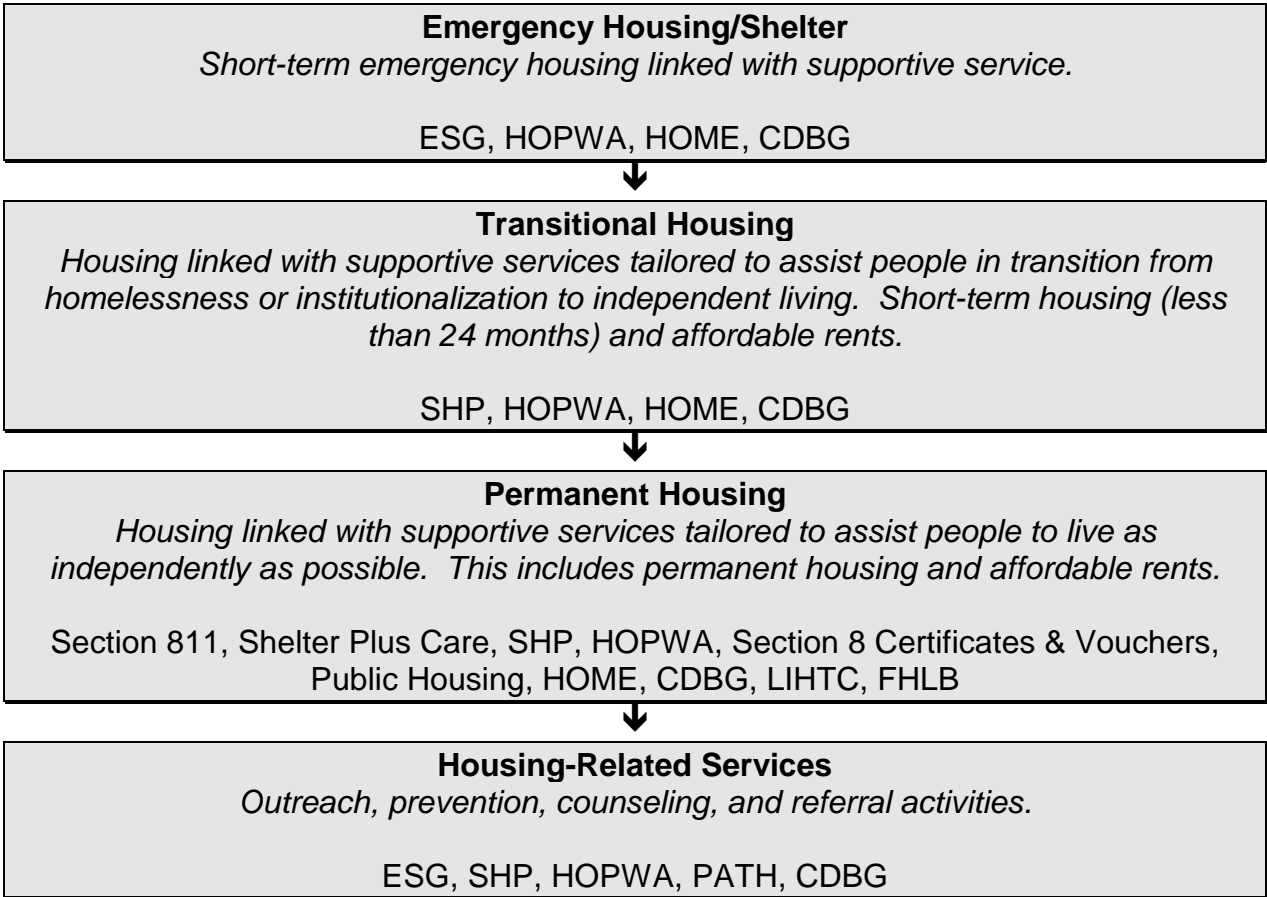 Emergency Housing/Shelter
Short-term emergency housing linked with supportive service.
ESG, HOPWA, HOME, CDBG
Transitional Housing
Housing linked with supportive services tailored to assist people in transition from
homelessness or institutionalization to independent living.  Short-term housing (less
than 24 months) and affordable rents.
SHP, HOPWA, HOME, CDBG
Permanent Housing
Housing linked with supportive services tailored to assist people to live as
independently as possible.  This includes permanent housing and affordable rents.
Section 811, Shelter Plus Care, SHP, HOPWA, Section 8 Certificates & Vouchers,
Public Housing, HOME, CDBG, LIHTC, FHLB
Housing-Related Services
Outreach, prevention, counseling, and referral activities.
ESG, SHP, HOPWA, PATH, CDBG